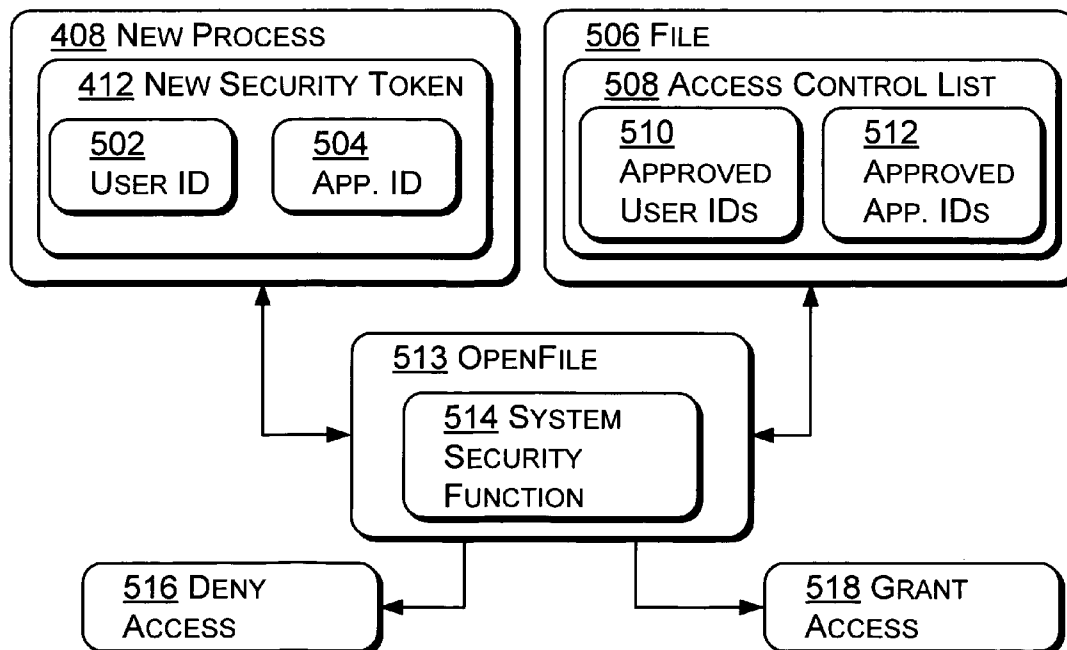 408 NEW PROCESS
412 NEW SECURITY TOKEN
502
USER ID
504
APP. ID
506 FILE
508 ACCESS CONTROL LIST
510
APPROVED
USER IDS
512
APPROVED
APP. IDS
513 OPENFILE
514 SYSTEM
SECURITY
FUNCTION
516 DENY
ACCESS
518 GRANT
ACCESS